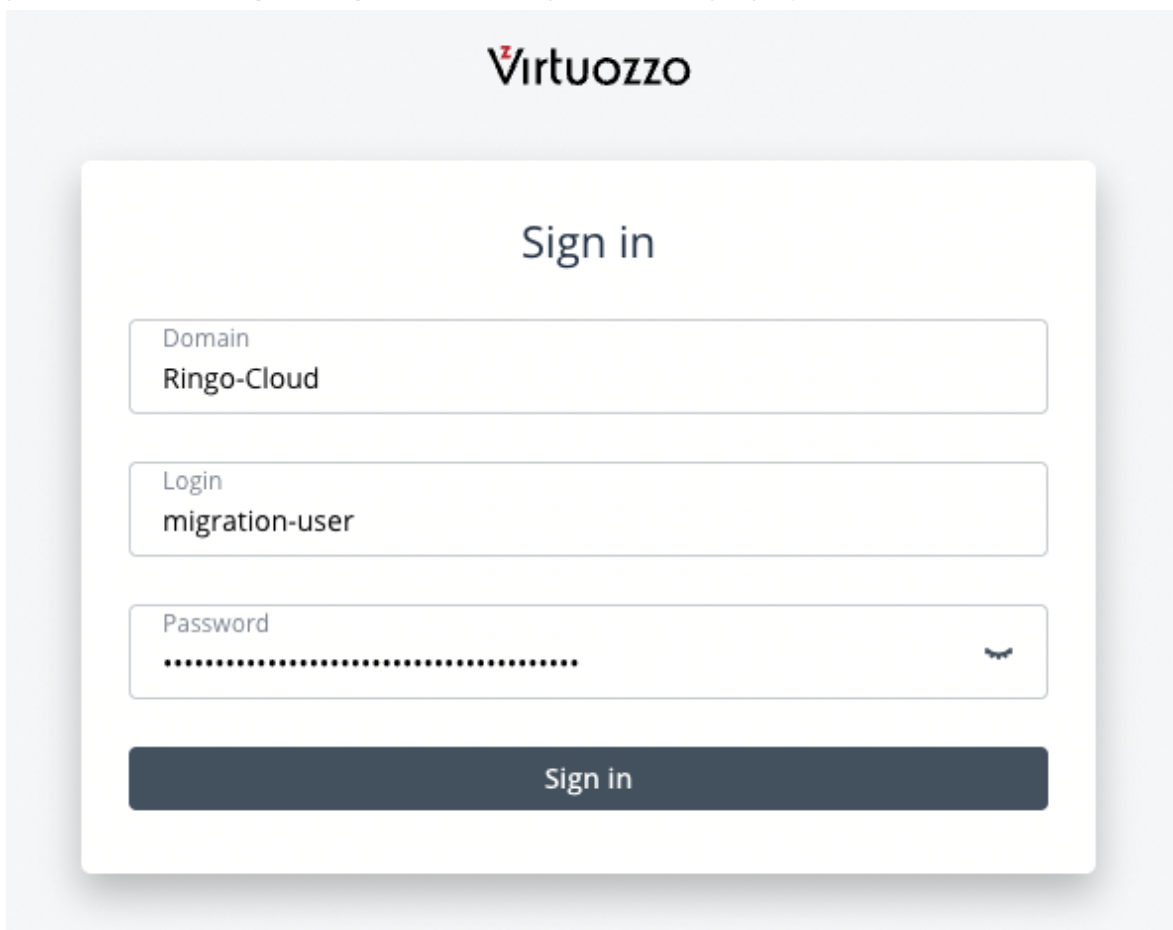 Virtuozzo
Sign in
Domain
Ringo-Cloud
Login
migration-user
Password
Sign in